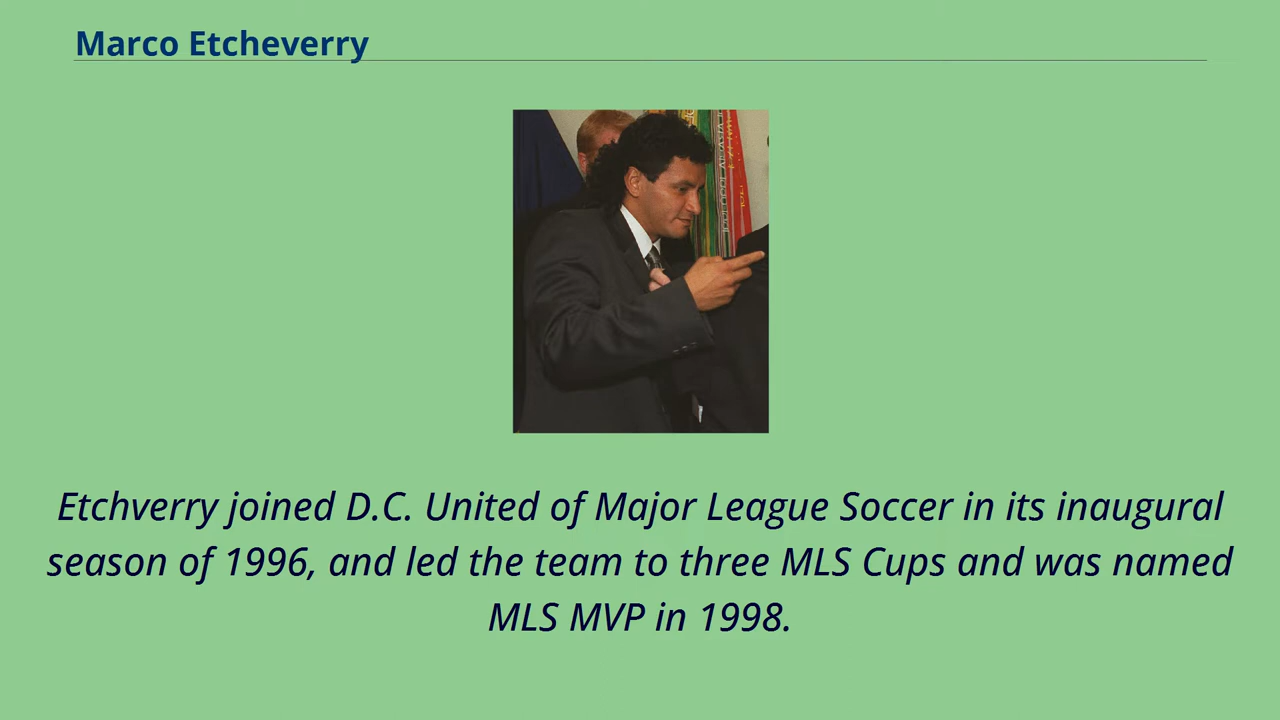 Marco Etcheverry
Etchverry joined D.C. United of Major League Soccer in its inaugural
season of 1996, and led the team to three MLS Cups and was named
MLS MVP in 1998.